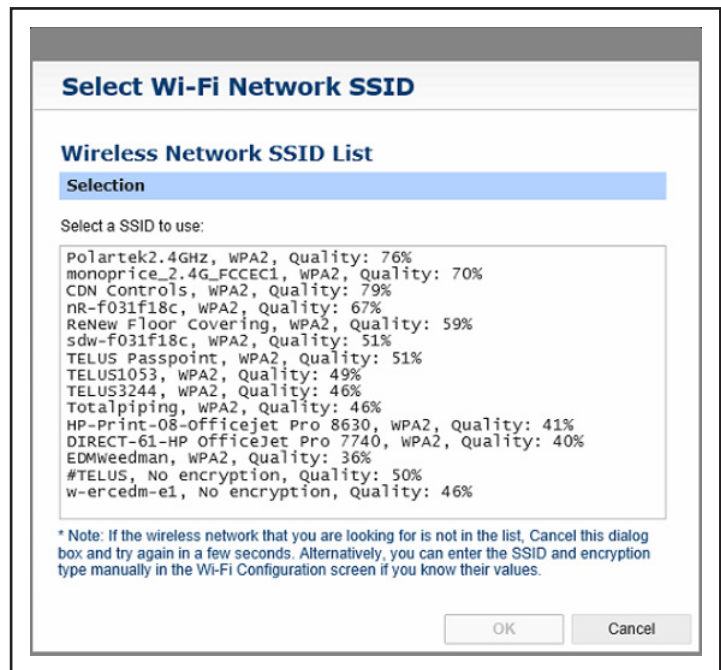 Select Wi-Fi Network SSID
Wireless Network SSID List
Selection
Select a SSID to use:
Polartek2.4GHz, WPA2, Quality: 76%
monoprice_2.4G_FCCEC1, WPA2, Quality: 70%
CDN Controls, WPA2, Quality: 79%
nR-f031f18c, WPA2, Quality: 67%
ReNew Floor Covering, WPA2, Quality: 59%
sdw-f031f18c, WPA2, Quality: 51%
TELUS Passpoint, WPA2, Quality: 51%
TELUS1053, WPA2, Quality: 49%
TELUS3244, WPA2, Quality: 46%
Totalpiping, WPA2, Quality: 46%
HP-Print-08-Officejet Pro 8630, WPA2, Quality: 41%
DIRECT-61-HP OfficeJet Pro 7740, WPA2, Quality: 40%
EDMWeedman, WPA2, Quality: 36%
#TELUS, No encryption, Quality: 50%
w-ercedm-e1, No encryption, Quality: 46%
* Note: If the wireless network that you are looking for is not in the list, Cancel this dialog
box and try again in a few seconds. Alternatively, you can enter the SSID and encryption
type manually in the Wi-Fi Configuration screen if you know their values.
OK Cancel